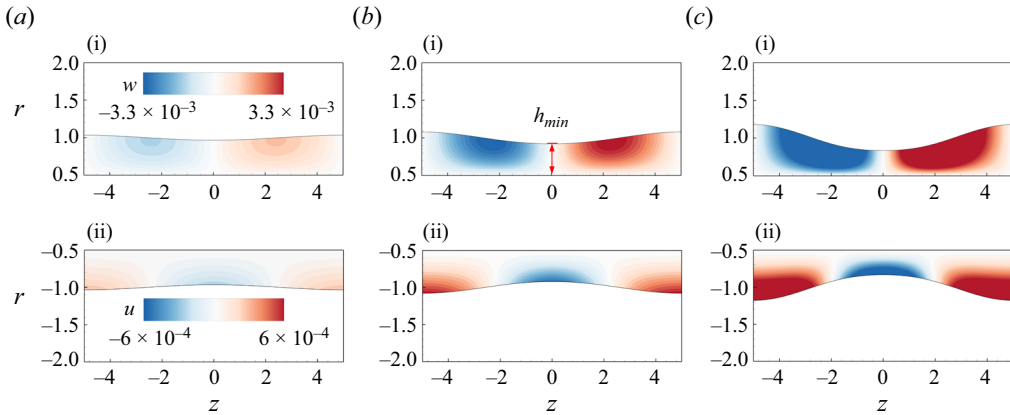 (a) (b) (c)
(i) (i) (i)
2.0 2.0 2.0
w
−3.3 × 10–3 3.3 × 10–3
r 1.5 1.5 1.5
hmin
1.0 1.0 1.0
0.5 0.5 0.5
−4 −2 0 2 4 −4 −2 0 2 4 −4 −2 0 2 4
(ii) (ii) (ii)
–0.5 –0.5 –0.5
r –1.0 –1.0 –1.0
u
–6 × 10–4 6 × 10–4
–1.5 –1.5 –1.5
–2.0 –2.0 –2.0
−4 −2 0 2 4 −4 −2 0 2 4 −4 −2 0 2 4
z z z